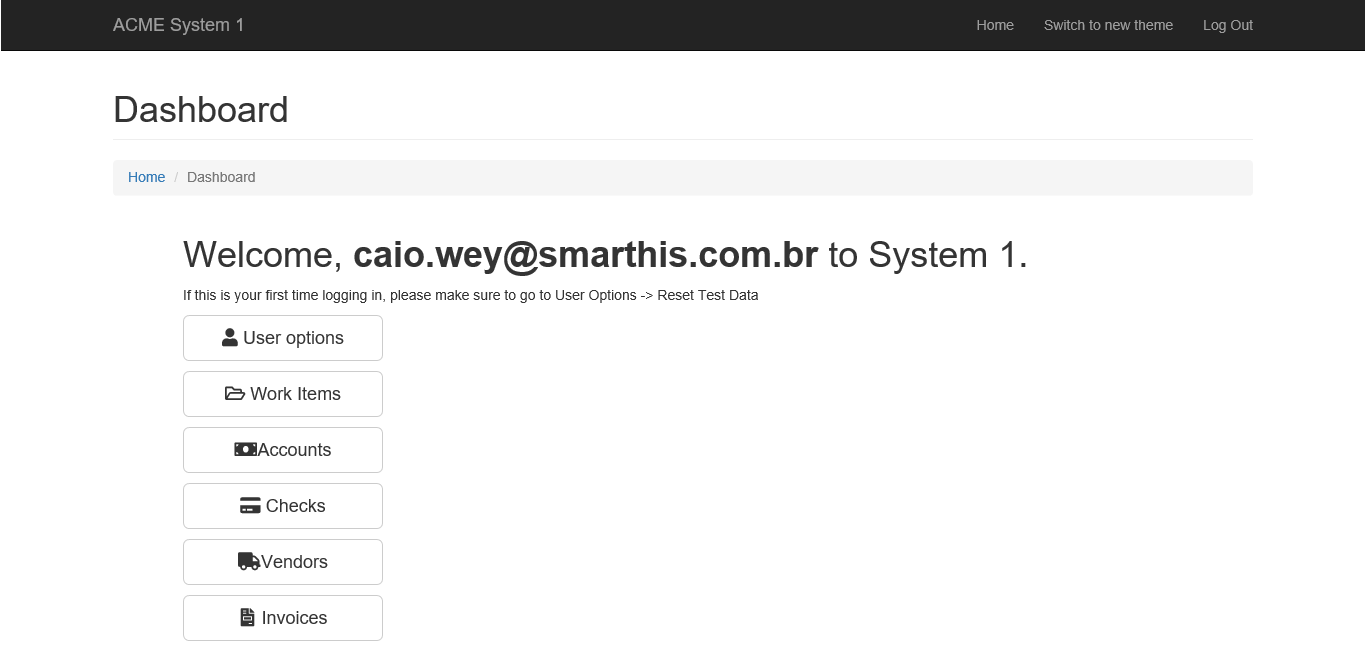 ACME System 1 Home Switch to new theme Log Out
Dashboard
Home / Dashboard
Welcome, caio.wey@smarthis.com.br to System 1.
If this is your first time logging in, please make sure to go to User Options -> Reset Test Data
User options
Work Items
Accounts
Checks
Vendors
Invoices